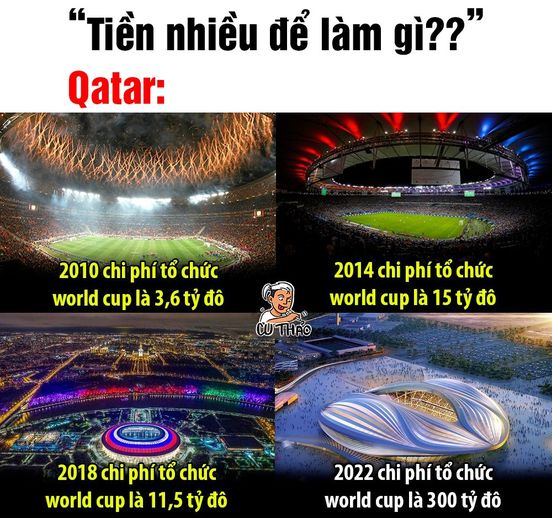 “Tiền nhiều để làm gì??”
Qatar:
2010 chi phí tổ chức
world cup là 3,6 tỷ đô
2014 chi phí tổ chức
world cup là 15 tỷ đô
CU THẢO
2018 chi phí tổ chức
world cup là 11,5 tỷ đô
2022 chi phí tổ chức
world cup là 300 tỷ đô